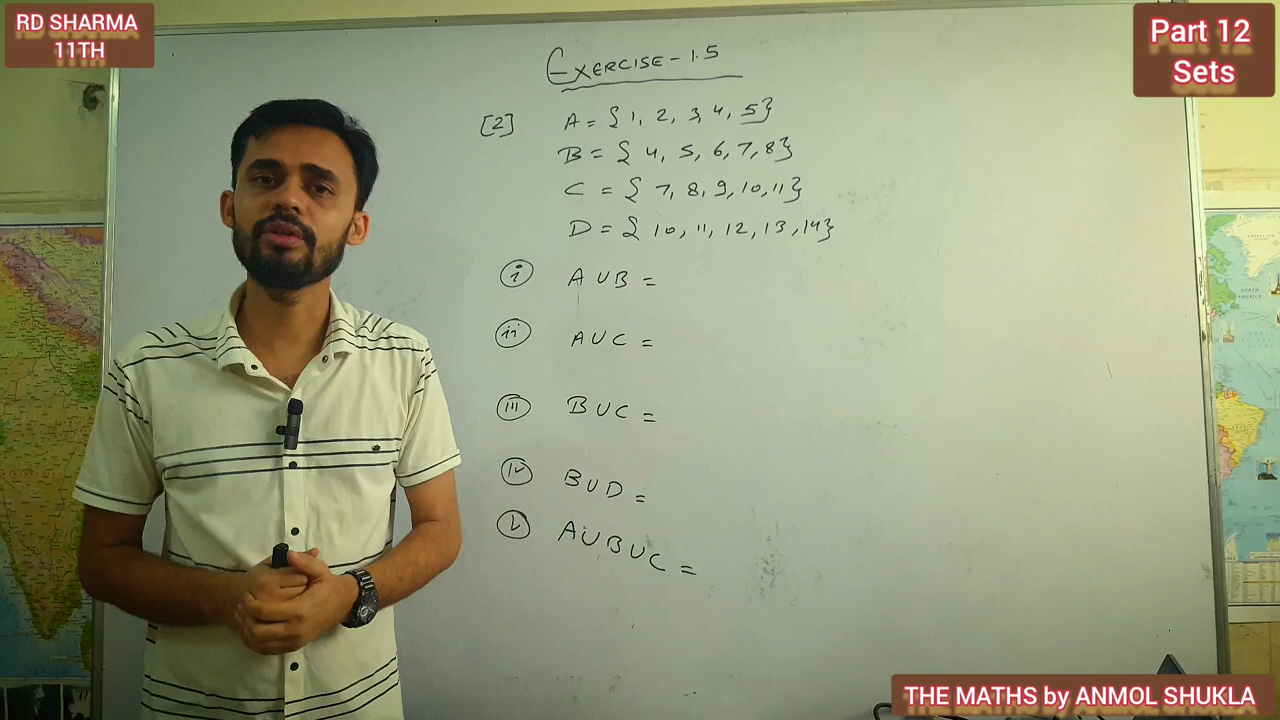 RD SHARMA
11TH
Part 12
Sets
EXERCISE-1.5
[2] A = { 1, 2, 3, 4, 5}
B = { 4, 5, 6, 7, 8}
C = { 7, 8, 9, 10, 11}
D = { 10, 11, 12, 13, 14}
i A ∪ B =
ii A ∪ C =
iii B ∪ C =
iv B ∪ D =
v A ∪ B ∪ C =
THE MATHS by ANMOL SHUKLA